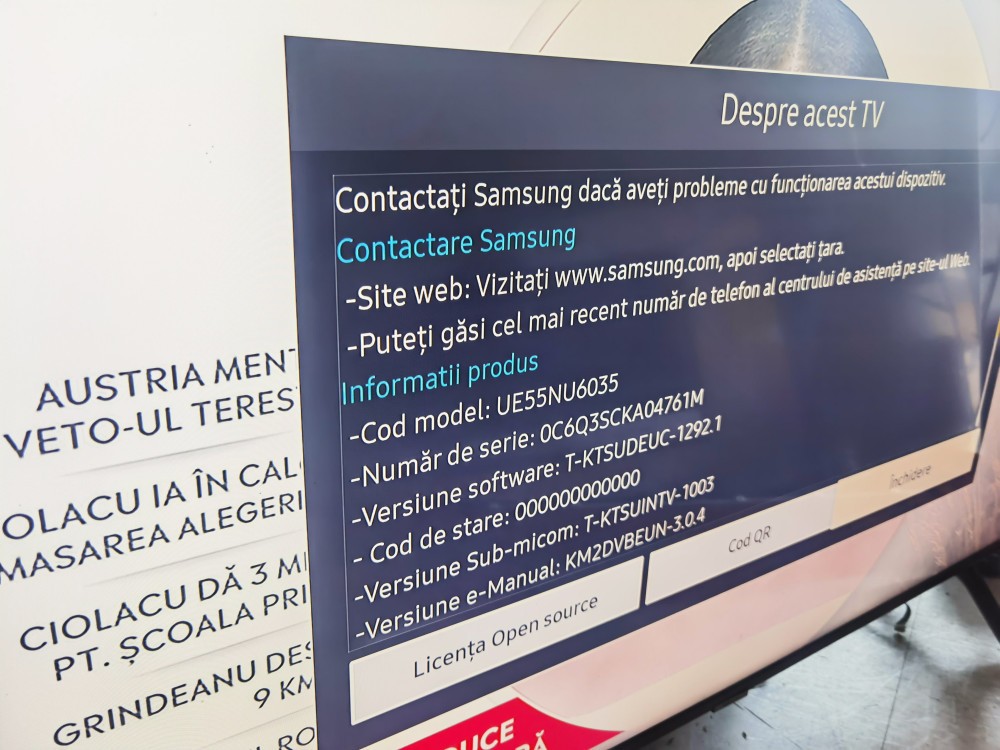 Despre acest TV
Contactați Samsung dacă aveți probleme cu funcționarea acestui dispozitiv.
Contactare Samsung
-Site web: Vizitați www.samsung.com, apoi selectați țara.
-Puteți găsi cel mai recent număr de telefon al centrului de asistență pe site-ul Web.
Informatii produs
-Cod model: UE55NU6035
-Număr de serie: 0C6Q3SCKA04761M
-Versiune software: T-KTSUDEUC-1292.1
- Cod de stare: 000000000000
-Versiune Sub-micom: T-KTSUINTV-1003
-Versiune e-Manual: KM2DVBEUN-3.0.4
Licența Open source
Cod QR
Închidere
AUSTRIA MENT
VETO-UL TERES
OLACU IA ÎN CAL
MASAREA ALEGERI
CIOLACU DĂ 3 MI
PT. ȘCOALA PRI
GRINDEANU DES
9 KM
RO
DUCE